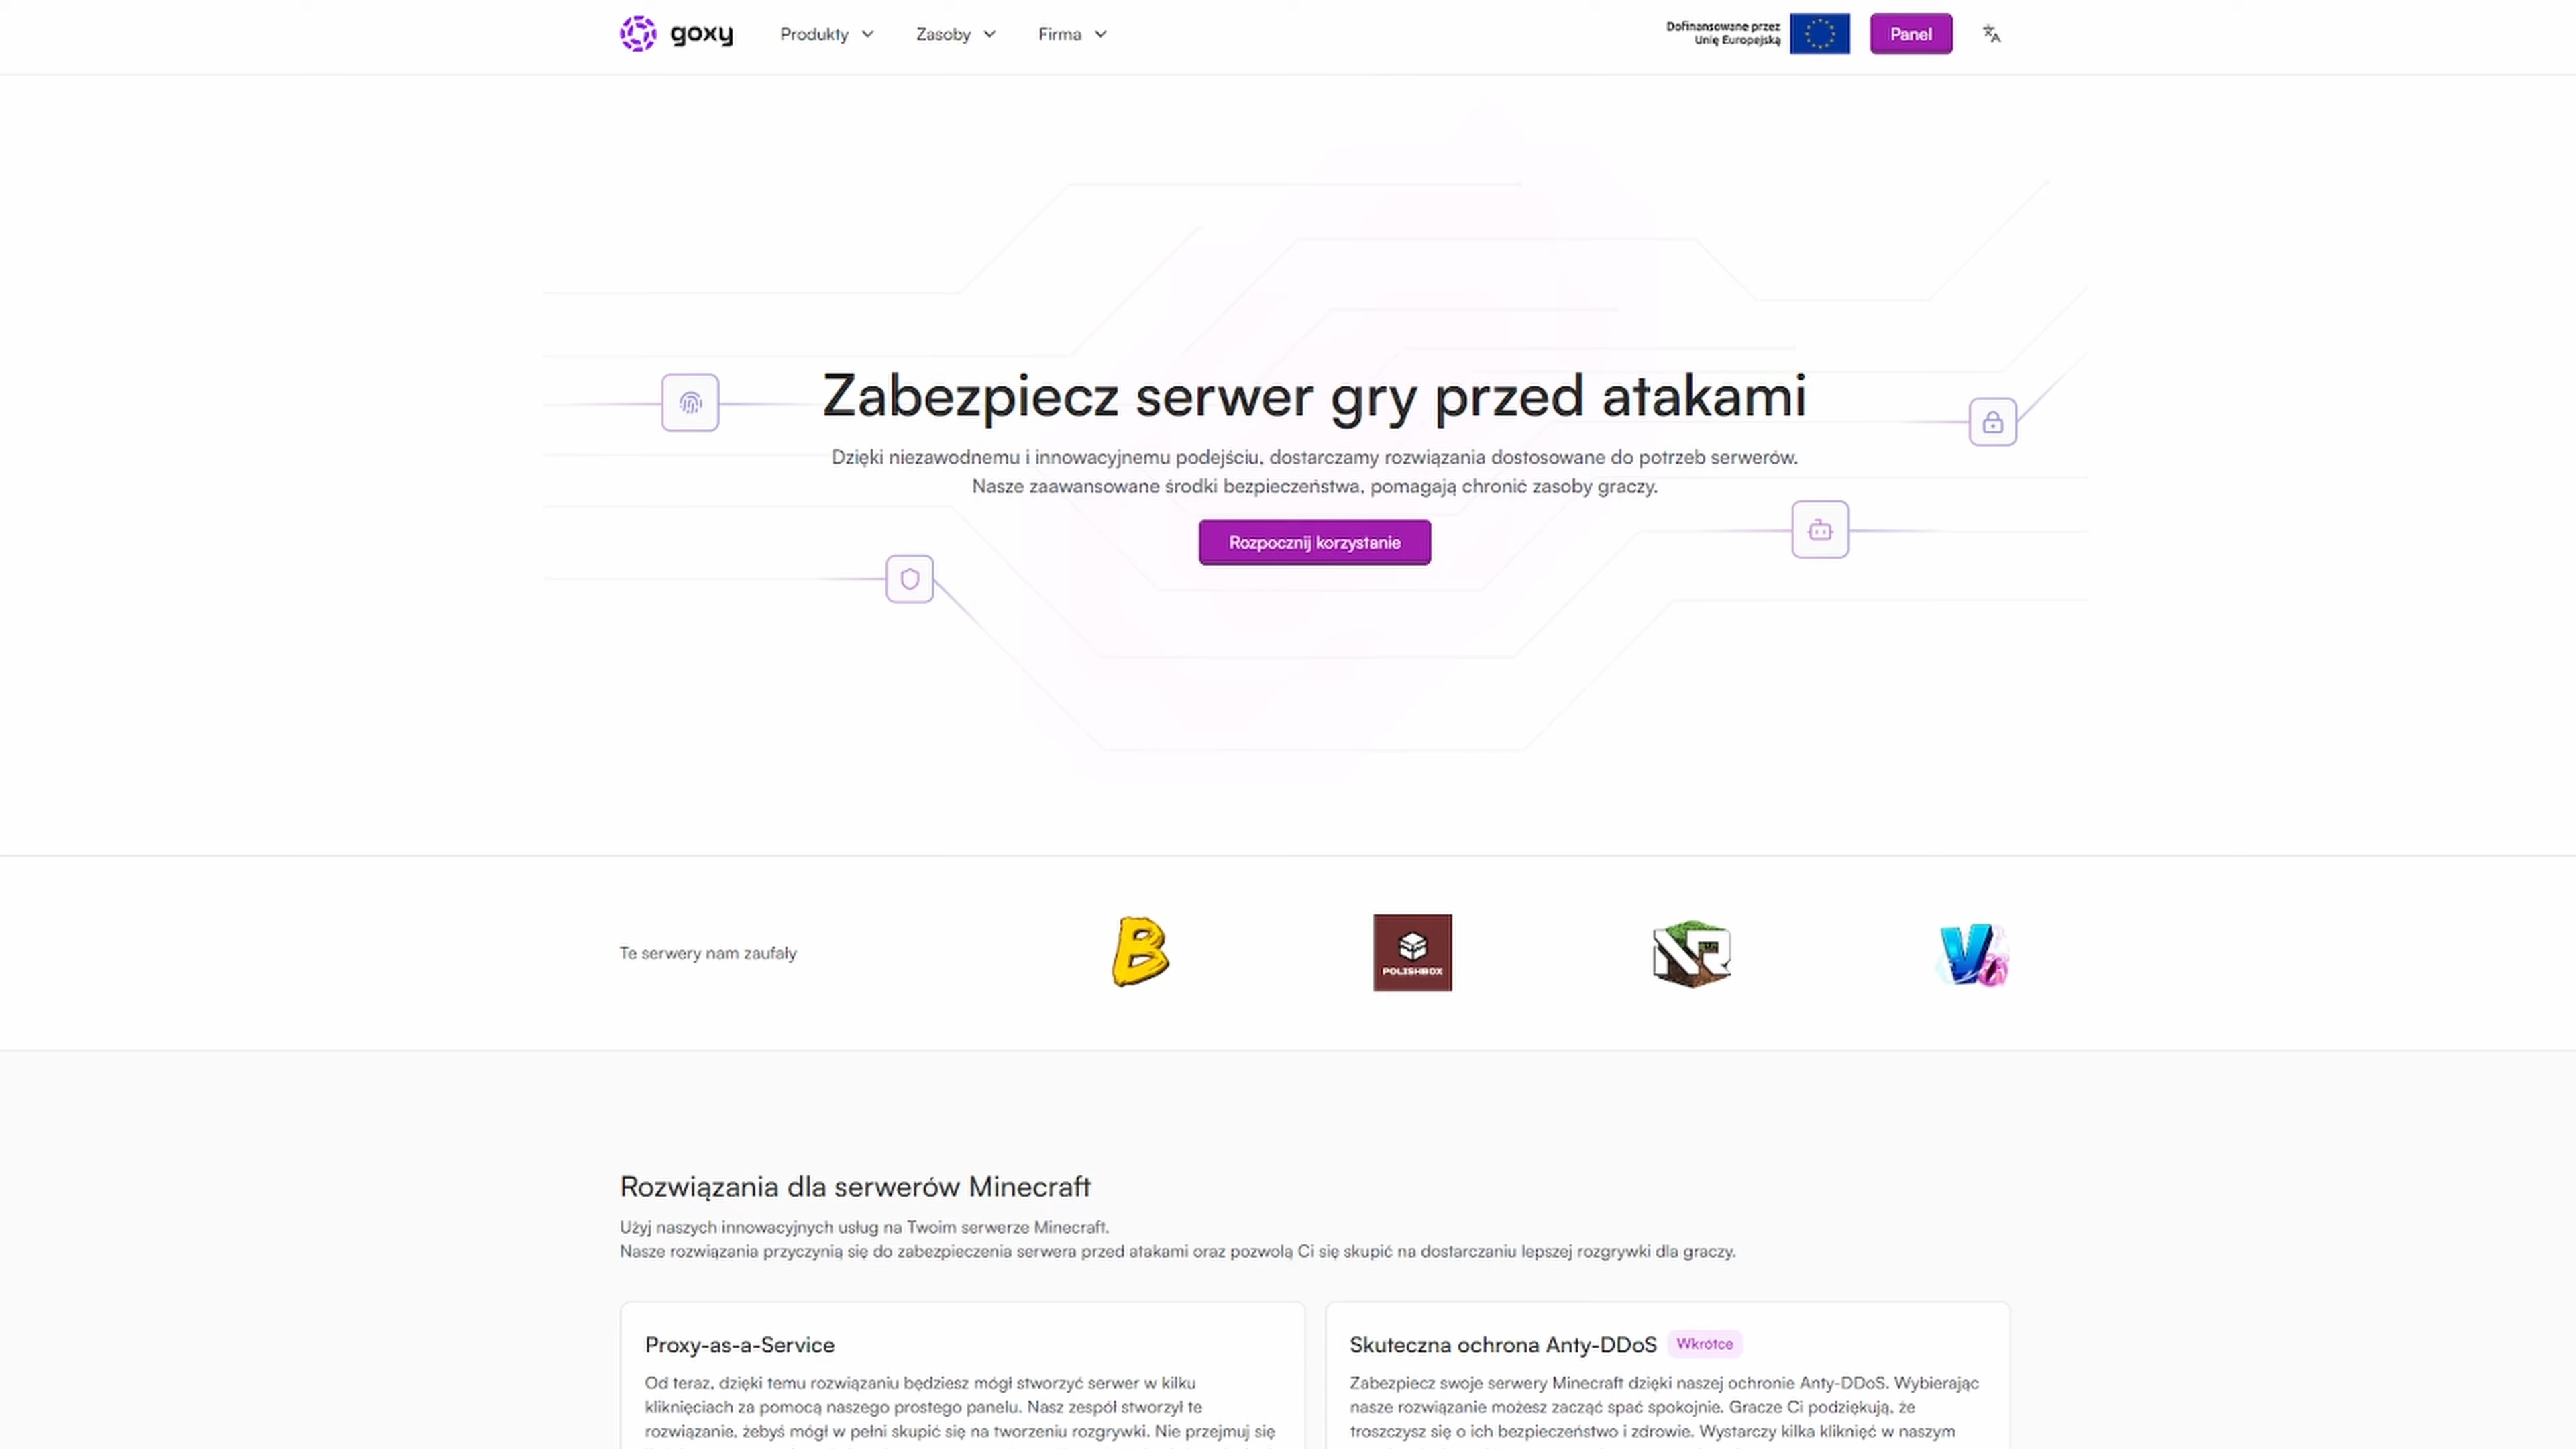 goxy
Produkty
Zasoby
Firma
Dofinansowane przez
Unię Europejską
Panel
Zabezpiecz serwer gry przed atakami
Dzięki niezawodnemu i innowacyjnemu podejściu, dostarczamy rozwiązania dostosowane do potrzeb serwerów.
Nasze zaawansowane środki bezpieczeństwa, pomagają chronić zasoby graczy.
Rozpocznij korzystanie
Te serwery nam zaufały
B
POLISHBOX
NR
V
Rozwiązania dla serwerów Minecraft
Użyj naszych innowacyjnych usług na Twoim serwerze Minecraft.
Nasze rozwiązania przyczynią się do zabezpieczenia serwera przed atakami oraz pozwolą Ci się skupić na dostarczaniu lepszej rozgrywki dla graczy.
Proxy-as-a-Service
Od teraz, dzięki temu rozwiązaniu będziesz mógł stworzyć serwer w kilku
kliknięciach za pomocą naszego prostego panelu. Nasz zespół stworzył te
rozwiązanie, żebyś mógł w pełni skupić się na tworzeniu rozgrywki. Nie przejmuj się
Skuteczna ochrona Anty-DDoS Wkrótce
Zabezpiecz swoje serwery Minecraft dzięki naszej ochronie Anty-DDoS. Wybierając
nasze rozwiązanie możesz zacząć spać spokojnie. Gracze Ci podziękują, że
troszczysz się o ich bezpieczeństwo i zdrowie. Wystarczy kilka kliknięć w naszym